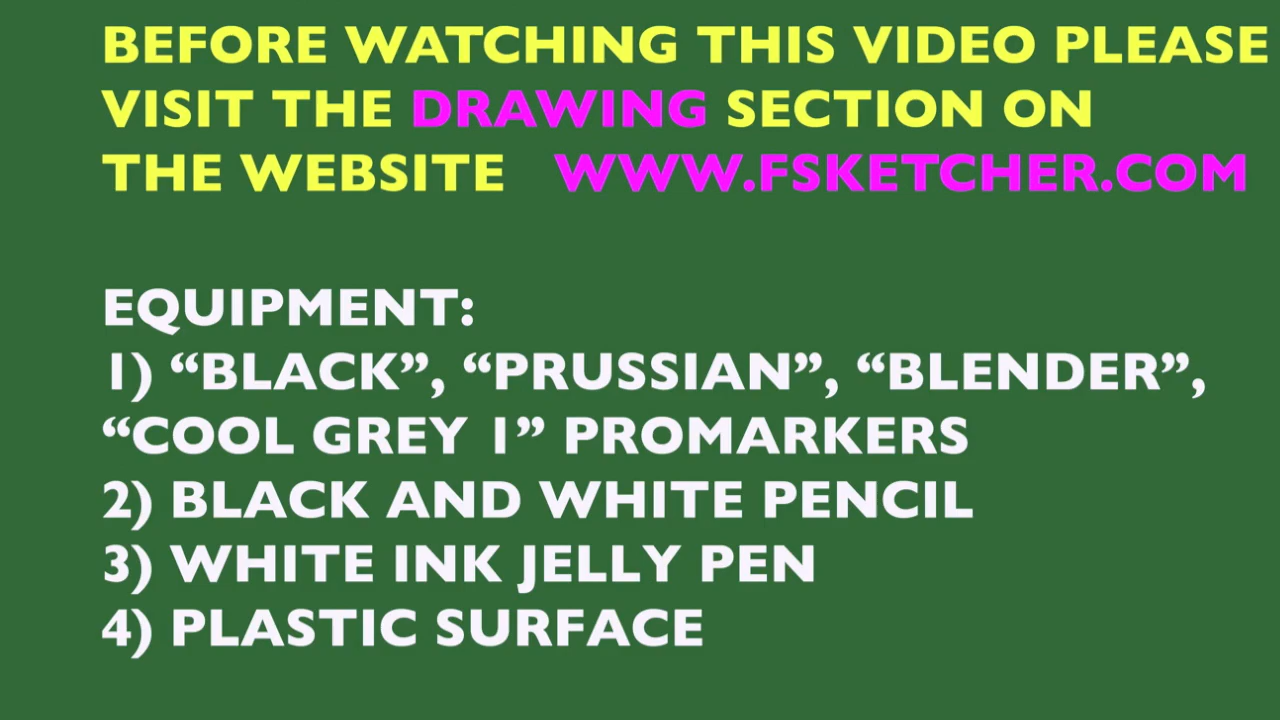 BEFORE WATCHING THIS VIDEO PLEASE
VISIT THE DRAWING SECTION ON
THE WEBSITE WWW.FSKETCHER.COM
EQUIPMENT:
1) “BLACK”, “PRUSSIAN”, “BLENDER”,
“COOL GREY 1” PROMARKERS
2) BLACK AND WHITE PENCIL
3) WHITE INK JELLY PEN
4) PLASTIC SURFACE